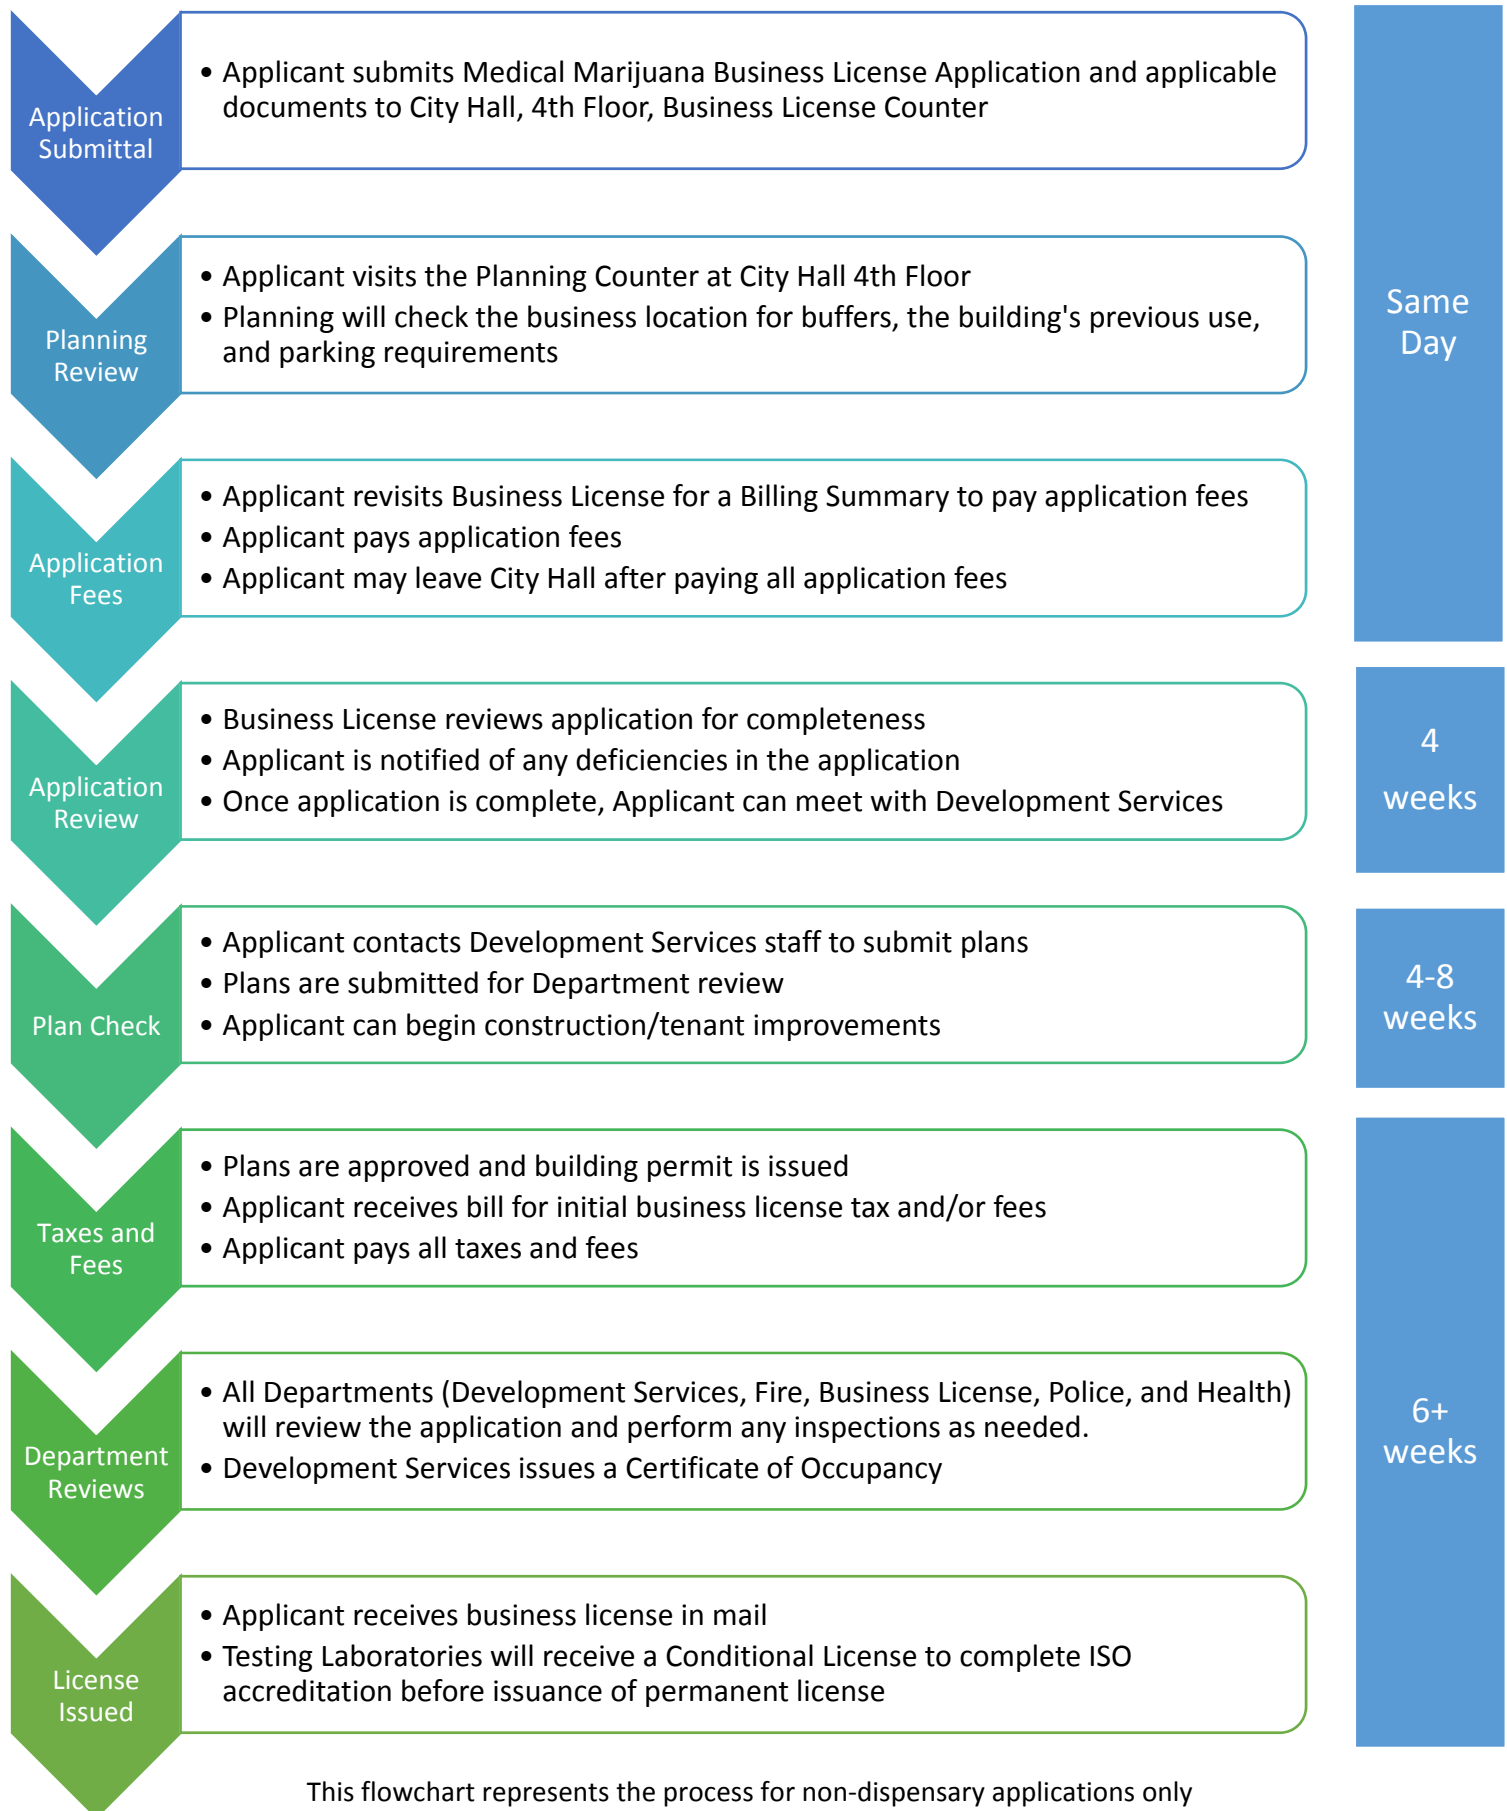 Application
Submittal
• Applicant submits Medical Marijuana Business License Application and applicable
documents to City Hall, 4th Floor, Business License Counter
Planning
Review
• Applicant visits the Planning Counter at City Hall 4th Floor
• Planning will check the business location for buffers, the building's previous use,
and parking requirements
Application
Fees
• Applicant revisits Business License for a Billing Summary to pay application fees
• Applicant pays application fees
• Applicant may leave City Hall after paying all application fees
Same
Day
Application
Review
• Business License reviews application for completeness
• Applicant is notified of any deficiencies in the application
• Once application is complete, Applicant can meet with Development Services
4
weeks
Plan Check
• Applicant contacts Development Services staff to submit plans
• Plans are submitted for Department review
• Applicant can begin construction/tenant improvements
4-8
weeks
Taxes and
Fees
• Plans are approved and building permit is issued
• Applicant receives bill for initial business license tax and/or fees
• Applicant pays all taxes and fees
Department
Reviews
• All Departments (Development Services, Fire, Business License, Police, and Health)
will review the application and perform any inspections as needed.
• Development Services issues a Certificate of Occupancy
License
Issued
• Applicant receives business license in mail
• Testing Laboratories will receive a Conditional License to complete ISO
accreditation before issuance of permanent license
6+
weeks
This flowchart represents the process for non-dispensary applications only